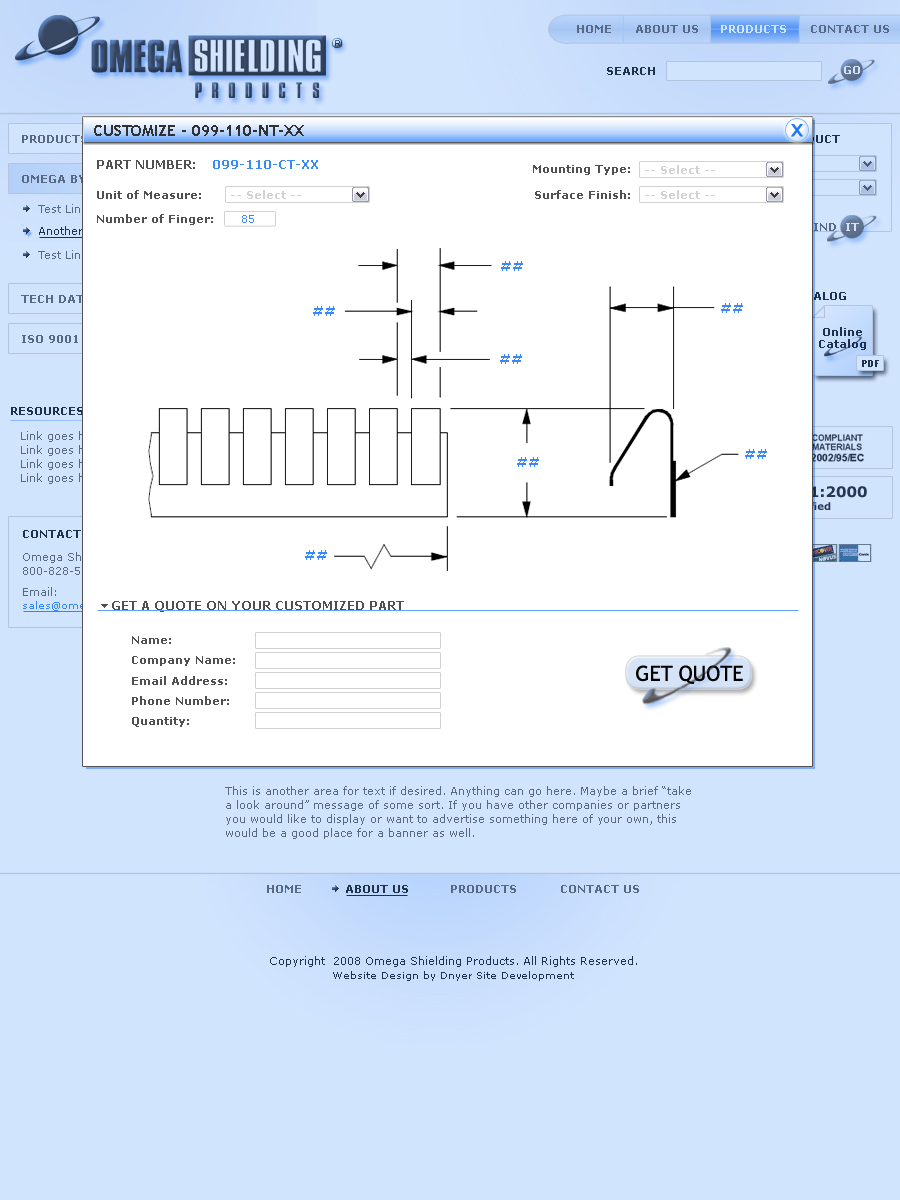 OMEGA SHIELDING ®
PRODUCTS
HOME ABOUT US PRODUCTS CONTACT US
SEARCH GO
CUSTOMIZE - 099-110-NT-XX X
PART NUMBER: 099-110-CT-XX
Mounting Type: -- Select --
Unit of Measure: -- Select --
Surface Finish: -- Select --
Number of Finger: 85
##
##
##
##
##
##
##
GET A QUOTE ON YOUR CUSTOMIZED PART
Name:
Company Name:
Email Address:
Phone Number:
Quantity:
GET QUOTE
PRODUCTS
OMEGA BY
Test Lin
Another
Test Lin
TECH DAT
ISO 9001
RESOURCES
Link goes h
Link goes h
Link goes h
Link goes h
CONTACT
Omega Sh
800-828-5
Email:
sales@ome
UCT
IND IT
ALOG
Online
Catalog
PDF
COMPLIANT
MATERIALS
2002/95/EC
1:2000
fied
This is another area for text if desired. Anything can go here. Maybe a brief “take
a look around” message of some sort. If you have other companies or partners
you would like to display or want to advertise something here of your own, this
would be a good place for a banner as well.
HOME ABOUT US PRODUCTS CONTACT US
Copyright 2008 Omega Shielding Products. All Rights Reserved.
Website Design by Dnyer Site Development